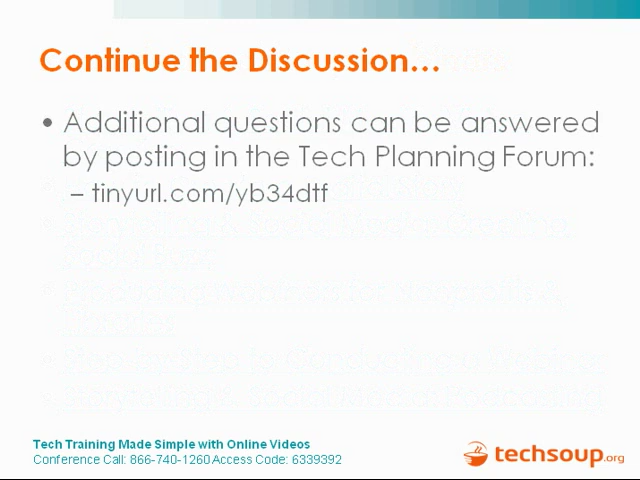 Continue the Discussion…
• Additional questions can be answered
by posting in the Tech Planning Forum:
– tinyurl.com/yb34dtf
Tech Training Made Simple with Online Videos
Conference Call: 866-740-1260 Access Code: 6339392
techsoup.org